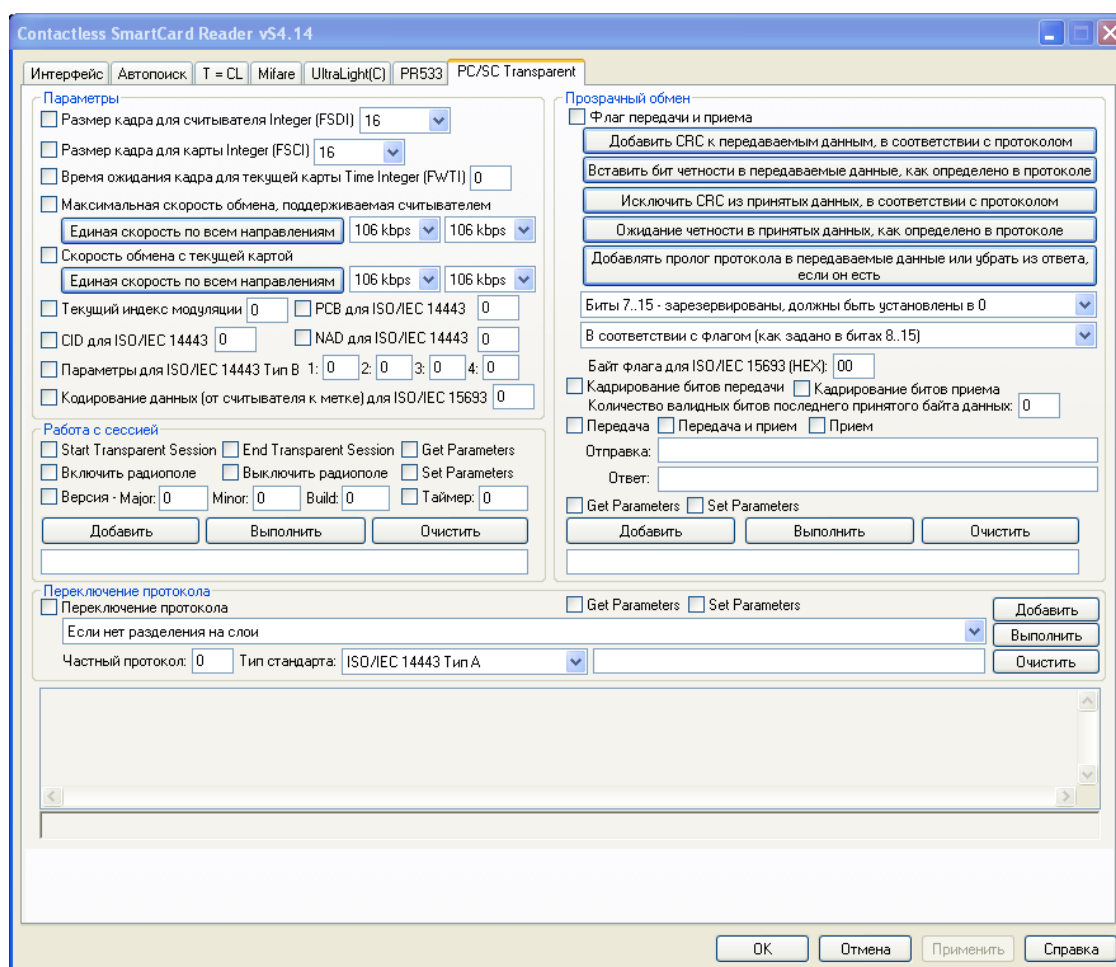 Contactless SmartCard Reader vS4.14
Интерфейс Автопоиск T = CL Mifare UltraLight(C) PR533 PC/SC Transparent
Параметры
Размер кадра для считывателя Integer (FSDI) 16
Размер кадра для карты Integer (FSCI) 16
Время ожидания кадра для текущей карты Time Integer (FWTI) 0
Максимальная скорость обмена, поддерживаемая считывателем
Единая скорость по всем направлениям 106 kbps 106 kbps
Скорость обмена с текущей картой
Единая скорость по всем направлениям 106 kbps 106 kbps
Текущий индекс модуляции 0 PCB для ISO/IEC 14443 0
CID для ISO/IEC 14443 0 NAD для ISO/IEC 14443 0
Параметры для ISO/IEC 14443 Тип B 1: 0 2: 0 3: 0 4: 0
Кодирование данных (от считывателя к метке) для ISO/IEC 15693 0
Работа с сессией
Start Transparent Session End Transparent Session Get Parameters
Включить радиополе Выключить радиополе Set Parameters
Версия - Major: 0 Minor: 0 Build: 0 Таймер: 0
Добавить Выполнить Очистить
Прозрачный обмен
Флаг передачи и приема
Добавить CRC к передаваемым данным, в соответствии с протоколом
Вставить бит четности в передаваемые данные, как определено в протоколе
Исключить CRC из принятых данных, в соответствии с протоколом
Ожидание четности в принятых данных, как определено в протоколе
Добавлять пролог протокола в передаваемые данные или убрать из ответа,
если он есть
Биты 7..15 - зарезервированы, должны быть установлены в 0
В соответствии с флагом (как задано в битах 8..15)
Байт флага для ISO/IEC 15693 (HEX): 00
Кадрирование битов передачи Кадрирование битов приема
Количество валидных битов последнего принятого байта данных: 0
Передача Передача и прием Прием
Отправка:
Ответ:
Get Parameters Set Parameters
Добавить Выполнить Очистить
Переключение протокола
Переключение протокола Get Parameters Set Parameters Добавить
Если нет разделения на слои Выполнить
Частный протокол: 0 Тип стандарта: ISO/IEC 14443 Тип A Очистить
OK Отмена Применить Справка